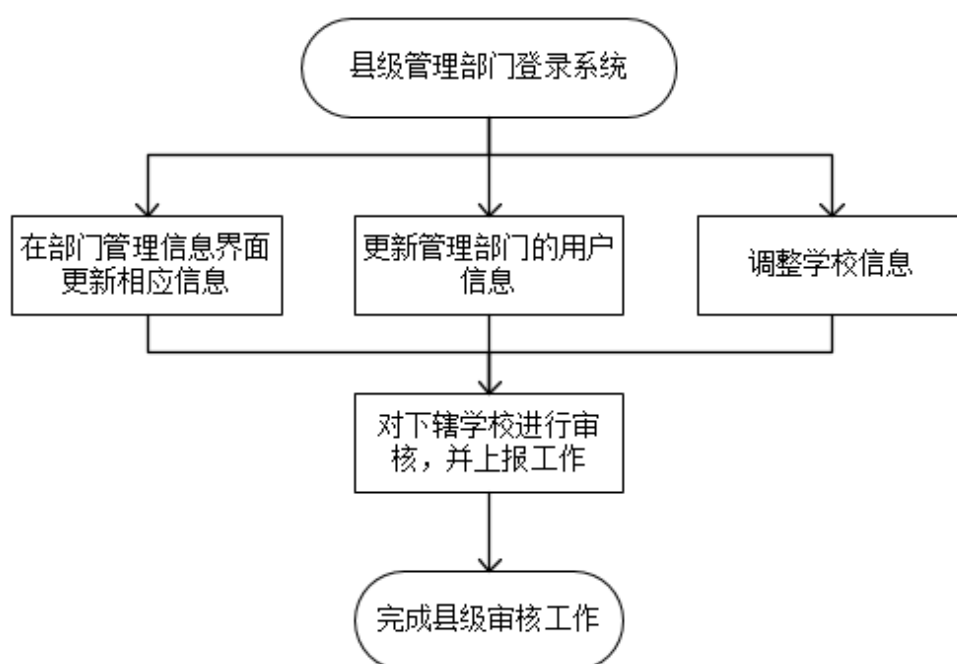 县级管理部门登录系统
在部门管理信息界面
更新相应信息
更新管理部门的用户
信息
调整学校信息
对下辖学校进行审
核，并上报工作
完成县级审核工作